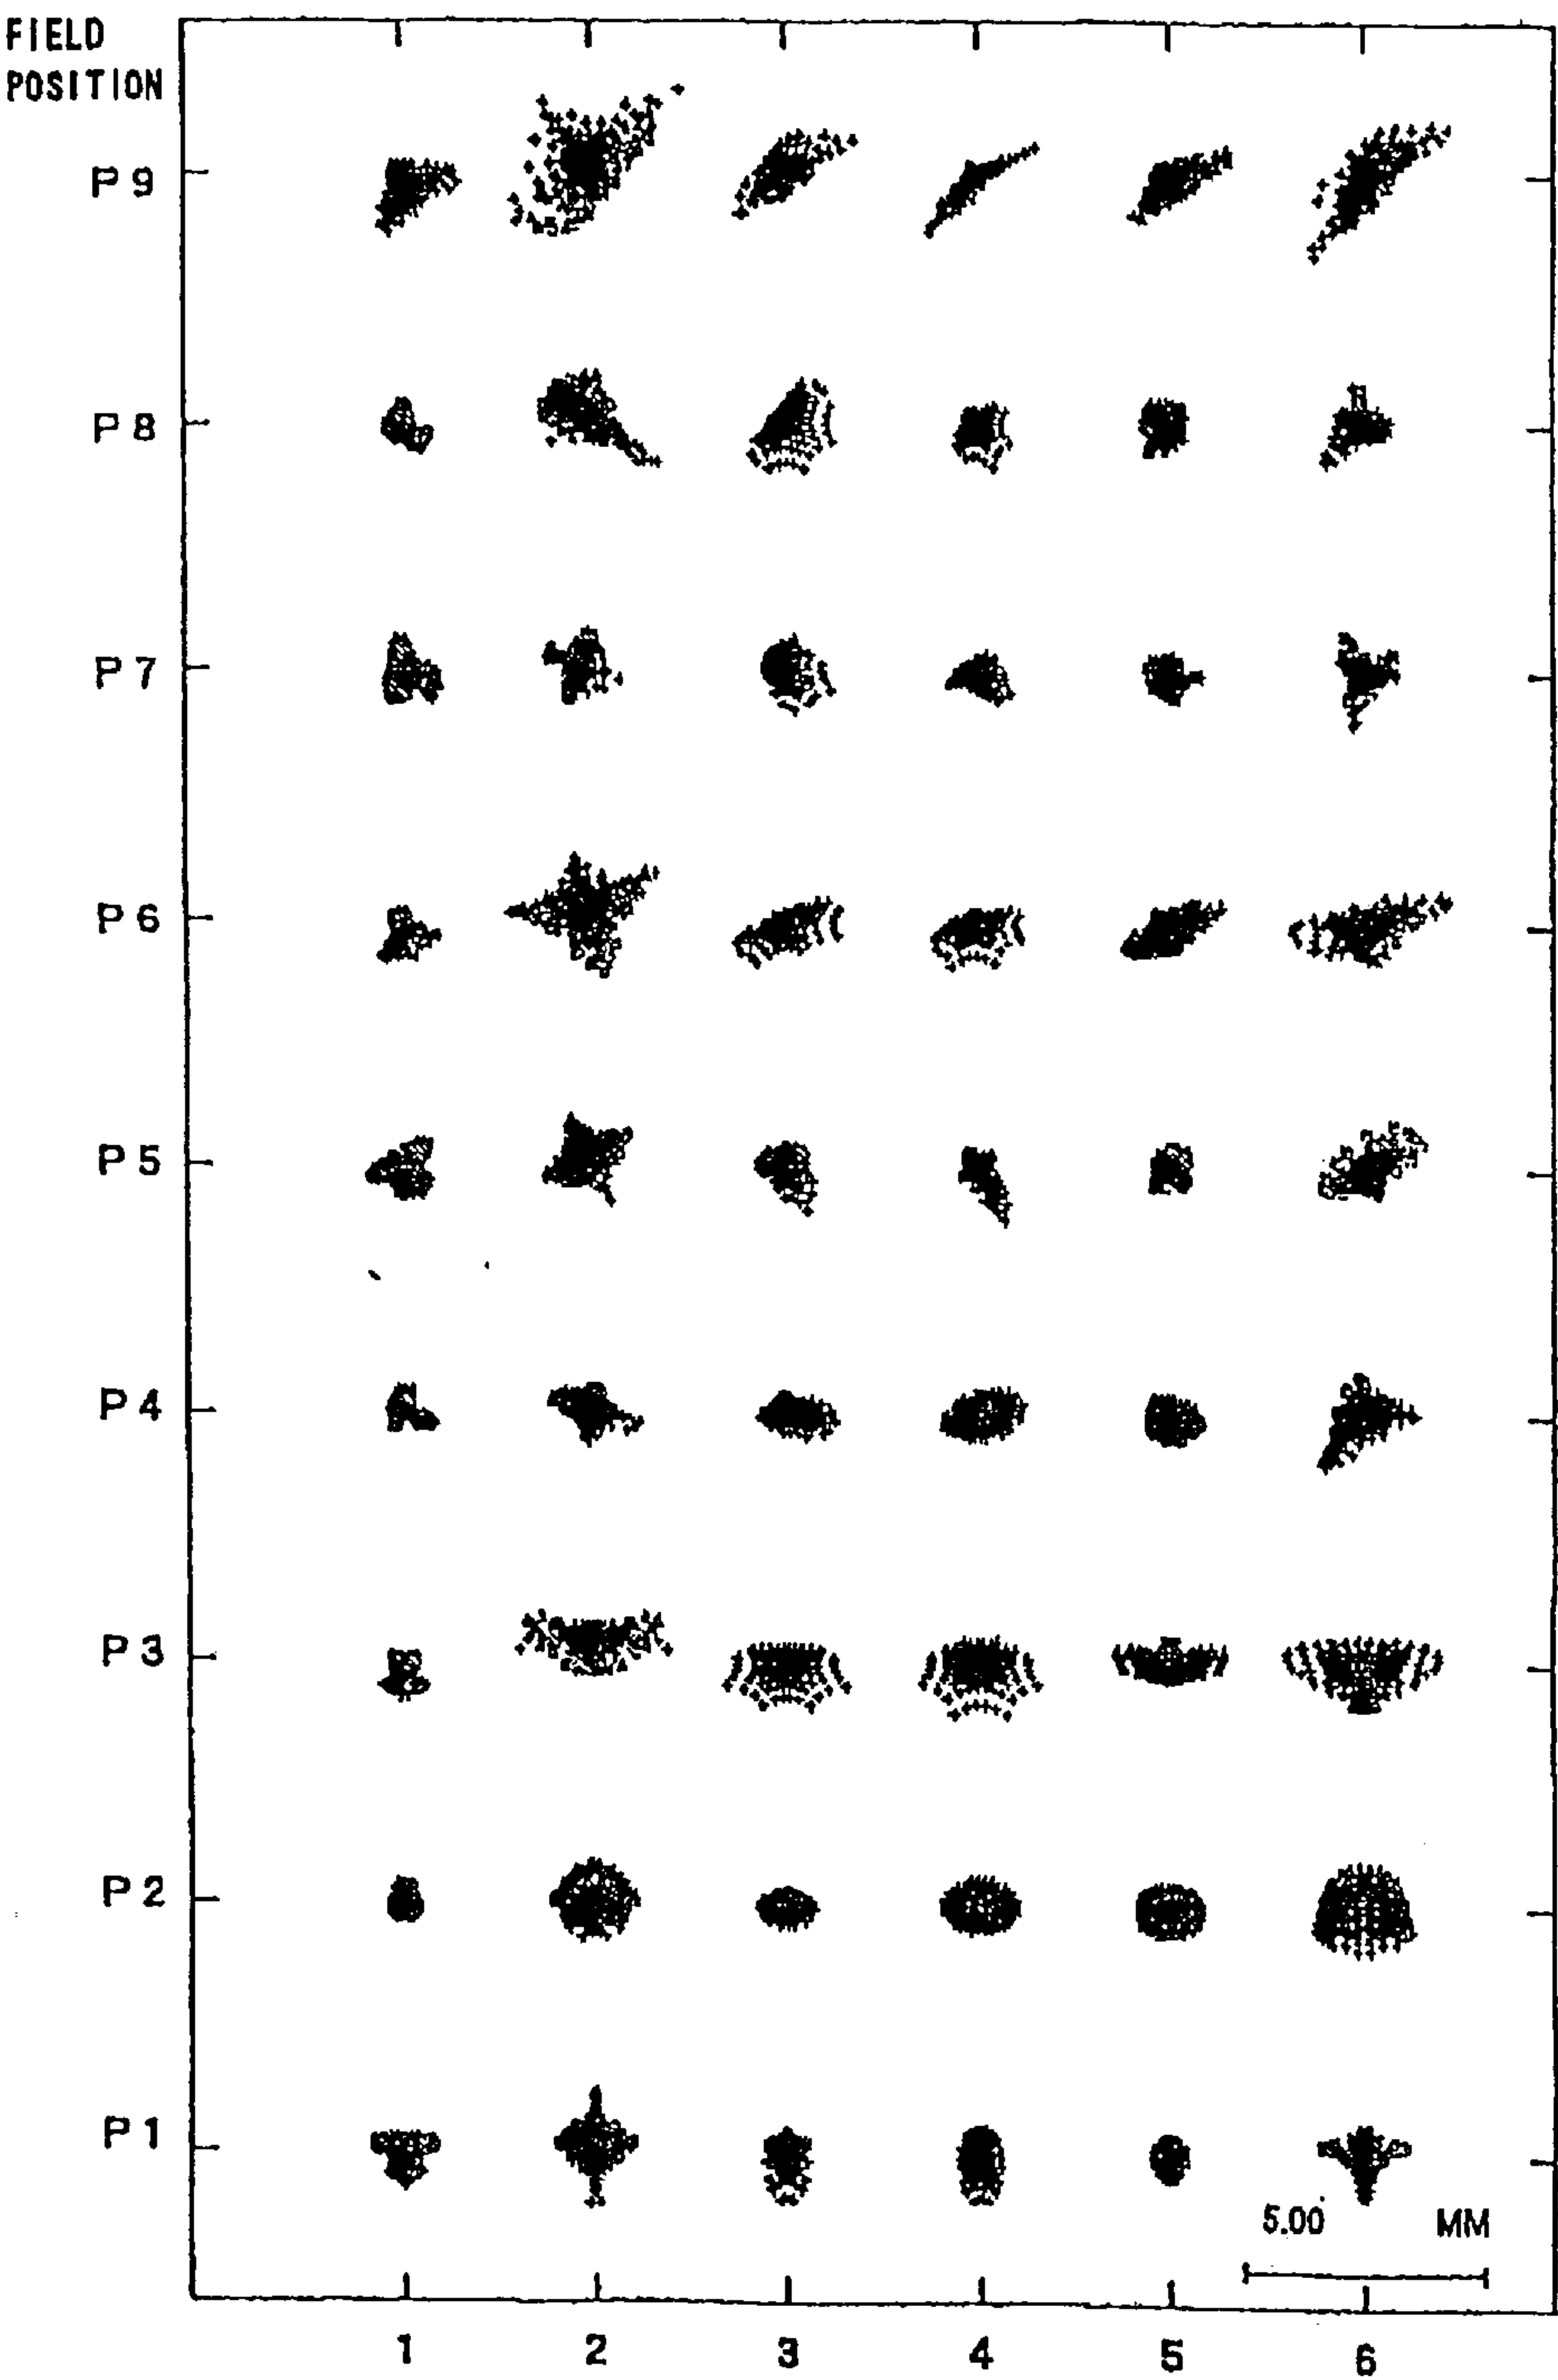 FIELD
POSITION
P9
P8
P7
P6
P5
P4
P3
P2
P1
5.00 MM
1 2 3 4 5 6